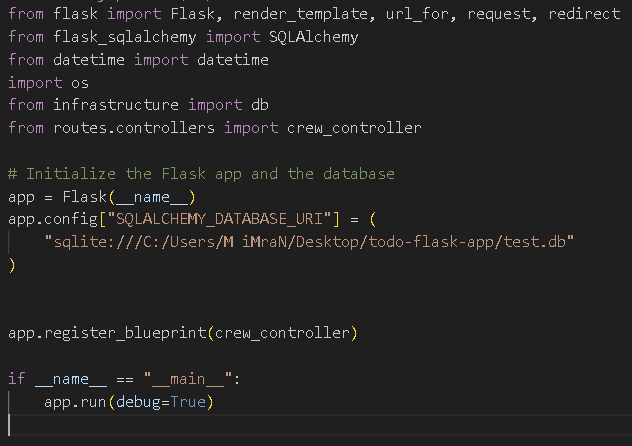 from flask import Flask, render_template, url_for, request, redirect
from flask_sqlalchemy import SQLAlchemy
from datetime import datetime
import os
from infrastructure import db
from routes.controllers import crew_controller
# Initialize the Flask app and the database
app = Flask(__name__)
app.config["SQLALCHEMY_DATABASE_URI"] = (
    "sqlite:///C:/Users/M iMraN/Desktop/todo-flask-app/test.db"
)
app.register_blueprint(crew_controller)
if __name__ == "__main__":
    app.run(debug=True)